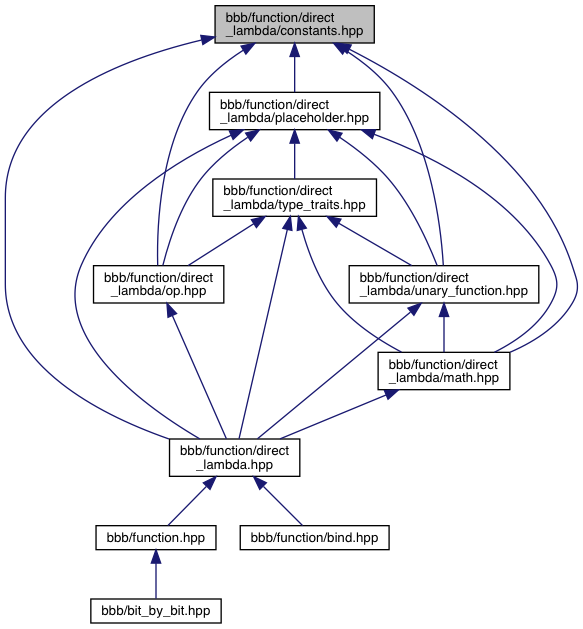 bbb/function/direct
_lambda/constants.hpp
bbb/function/direct
_lambda/placeholder.hpp
bbb/function/direct
_lambda/type_traits.hpp
bbb/function/direct
_lambda/op.hpp
bbb/function/direct
_lambda/unary_function.hpp
bbb/function/direct
_lambda/math.hpp
bbb/function/direct
_lambda.hpp
bbb/function.hpp
bbb/function/bind.hpp
bbb/bit_by_bit.hpp